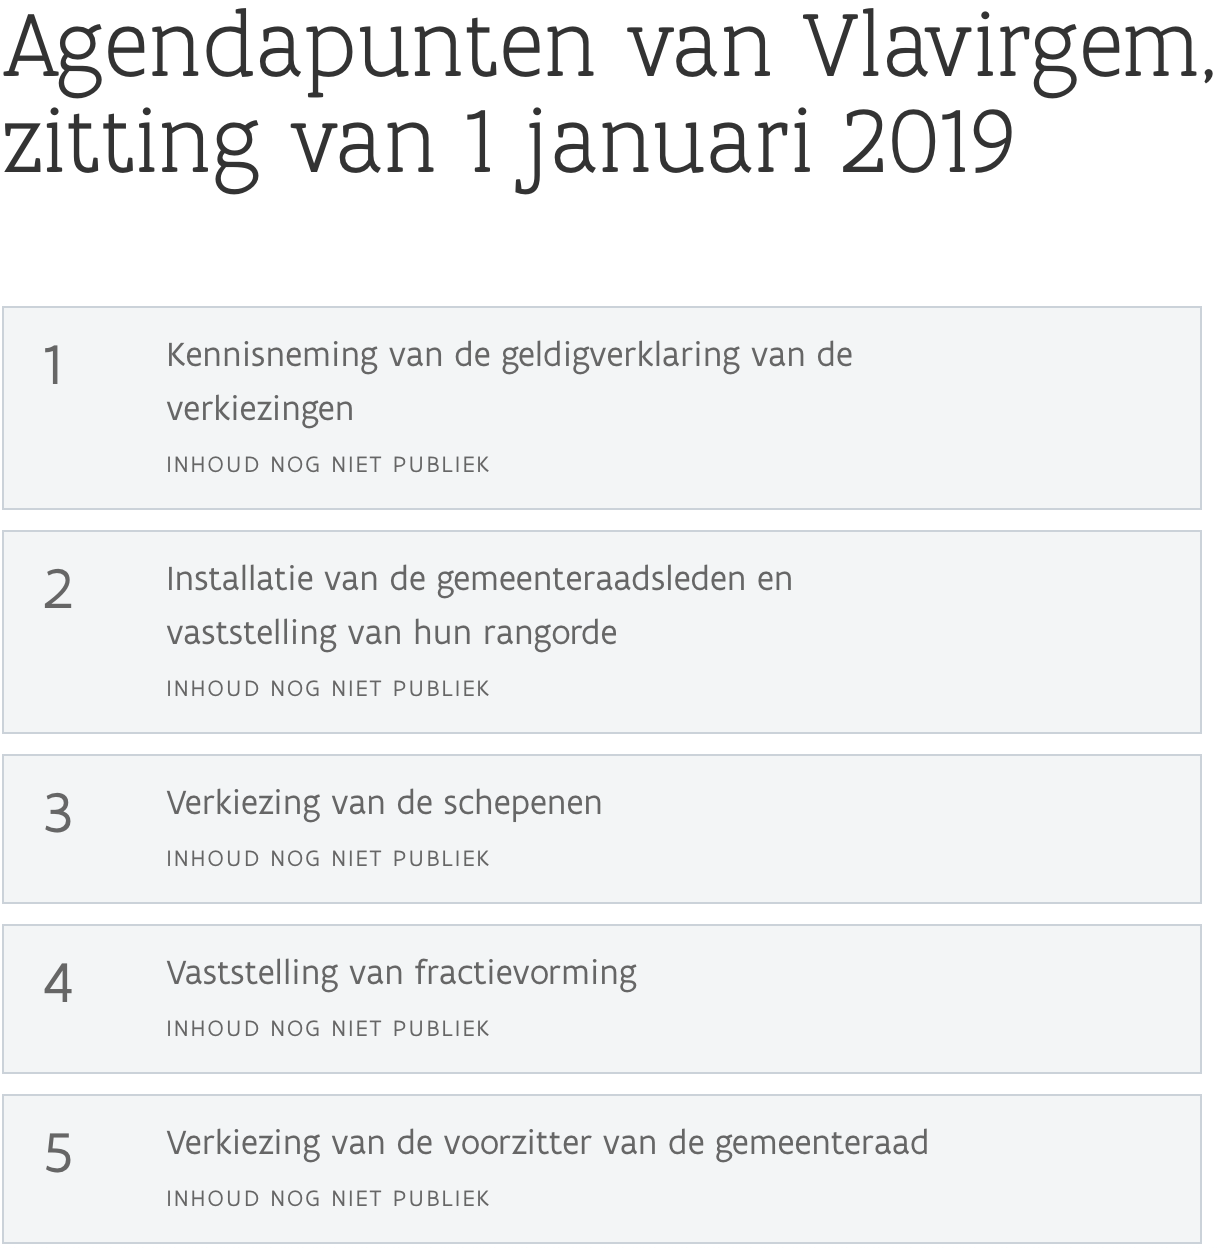 Agendapunten van Vlavirgem,
zitting van 1 januari 2019
1
Kennisneming van de geldigverklaring van de
verkiezingen
INHOUD NOG NIET PUBLIEK
2
Installatie van de gemeenteraadsleden en
vaststelling van hun rangorde
INHOUD NOG NIET PUBLIEK
3
Verkiezing van de schepenen
INHOUD NOG NIET PUBLIEK
4
Vaststelling van fractievorming
INHOUD NOG NIET PUBLIEK
5
Verkiezing van de voorzitter van de gemeenteraad
INHOUD NOG NIET PUBLIEK